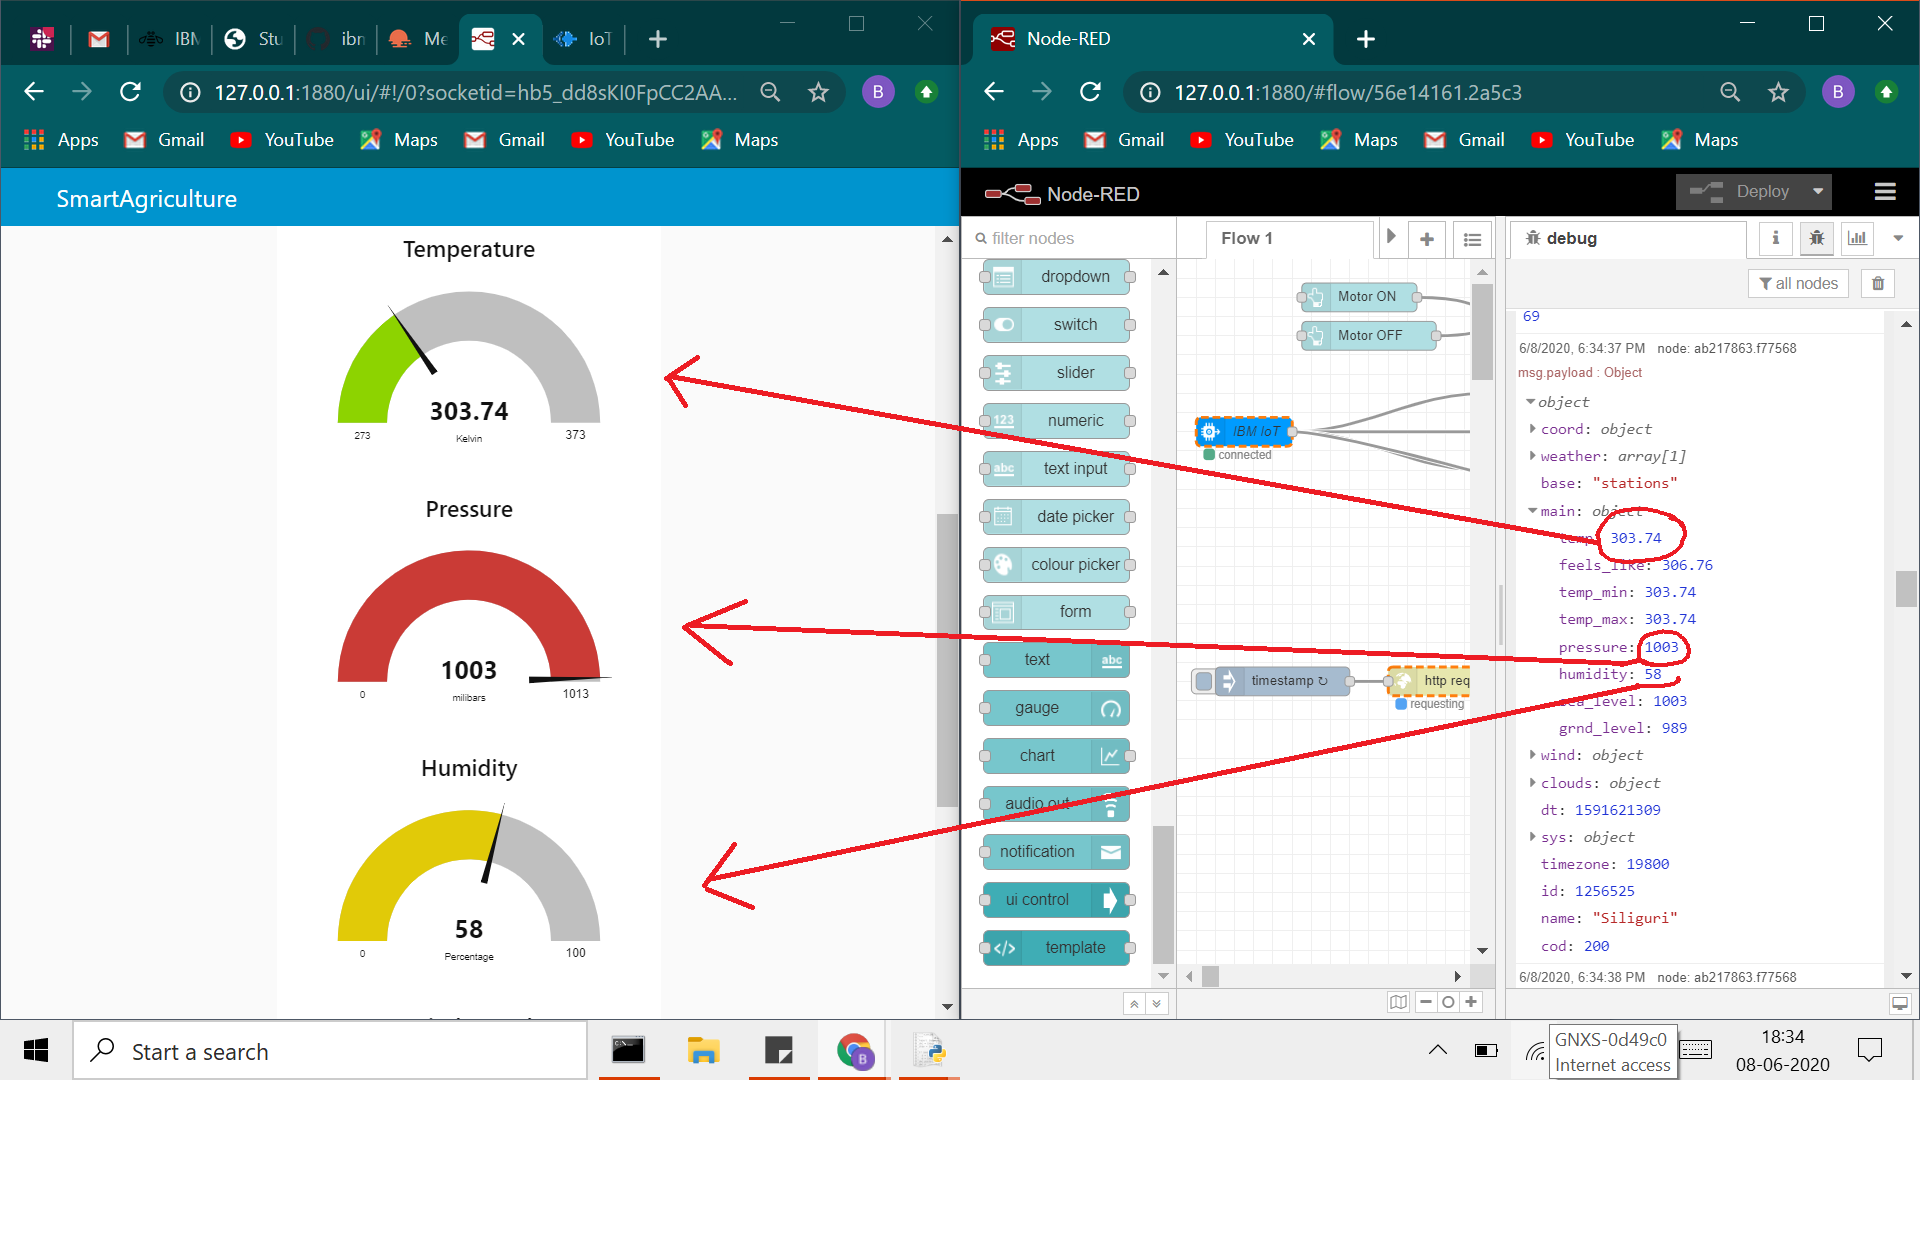 IBM
Stu
ibn
Me
IoT
127.0.0.1:1880/ui/#!/0?socketid=hb5_dd8sKI0FpCC2AA...
B
Apps
Gmail
YouTube
Maps
Gmail
YouTube
Maps
SmartAgriculture
Temperature
303.74
273
Kelvin
373
Pressure
1003
0
milibars
1013
Humidity
58
0
Percentage
100
Node-RED
127.0.0.1:1880/#flow/56e14161.2a5c3
B
Apps
Gmail
YouTube
Maps
Gmail
YouTube
Maps
Node-RED
Deploy
filter nodes
dropdown
switch
slider
123
numeric
abc
text input
date picker
colour picker
form
text
abc
gauge
chart
audio out
notification
ui control
template
Flow 1
Motor ON
Motor OFF
IBM IoT
connected
timestamp ↻
http req
requesting
debug
i
all nodes
69
6/8/2020, 6:34:37 PM node: ab217863.f77568
msg.payload : Object
object
coord: object
weather: array[1]
base: "stations"
main: object
temp: 303.74
feels_like: 306.76
temp_min: 303.74
temp_max: 303.74
pressure: 1003
humidity: 58
sea_level: 1003
grnd_level: 989
wind: object
clouds: object
dt: 1591621309
sys: object
timezone: 19800
id: 1256525
name: "Siliguri"
cod: 200
6/8/2020, 6:34:38 PM node: ab217863.f77568
Start a search
B
GNXS-0d49c0
Internet access
18:34
08-06-2020